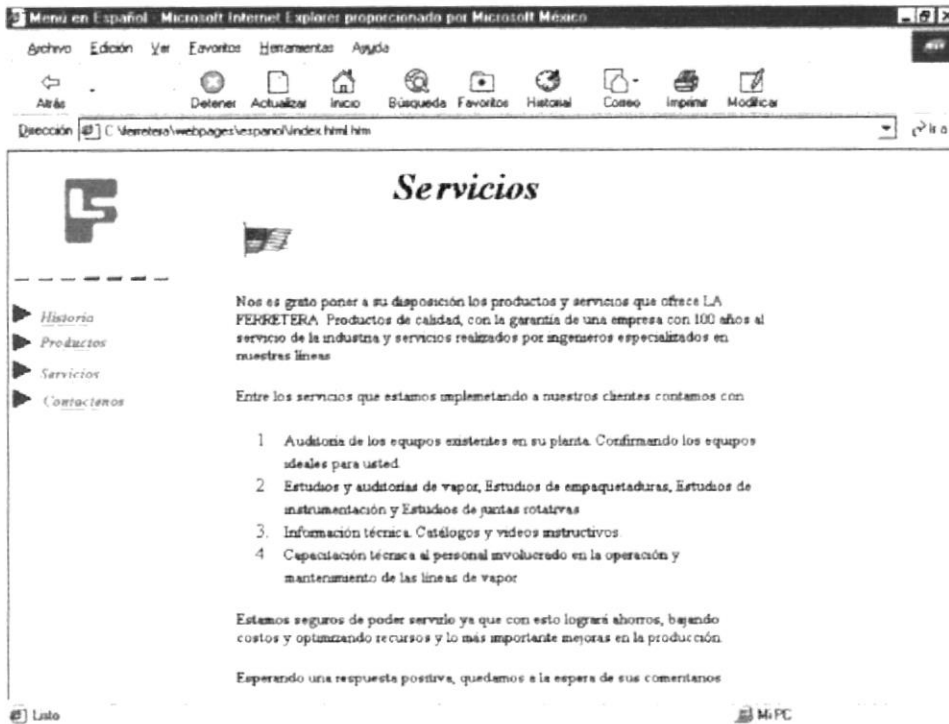 Menú en Español - Microsoft Internet Explorer proporcionado por Microsoft México
Archivo Edición Ver Favoritos Herramientas Ayuda
Atrás Detener Actualizar Inicio Búsqueda Favoritos Historial Correo Imprimir Modificar
Dirección C:\ferretera\webpages\espanol\index.html.htm Ir a
Servicios
Historia
Productos
Servicios
Contactenos
Nos es grato poner a su disposición los productos y servicios que ofrece LA
FERRETERA. Productos de calidad, con la garantía de una empresa con 100 años al
servicio de la industria y servicios realizados por ingenieros especializados en
nuestras líneas
Entre los servicios que estamos implemetando a nuestros clientes contamos con
1 Auditoria de los equipos existentes en su planta. Confirmando los equipos
ideales para usted.
2 Estudios y auditorias de vapor, Estudios de empaquetaduras, Estudios de
instrumentación y Estudios de juntas rotativas
3. Información técnica. Catálogos y videos instructivos
4 Capacitación técnica al personal involucrado en la operación y
mantenimiento de las líneas de vapor
Estamos seguros de poder servirlo ya que con esto logrará ahorros, bajando
costos y optimizando recursos y lo más importante mejoras en la producción.
Esperando una respuesta positiva, quedamos a la espera de sus comentarios
Listo Mi PC